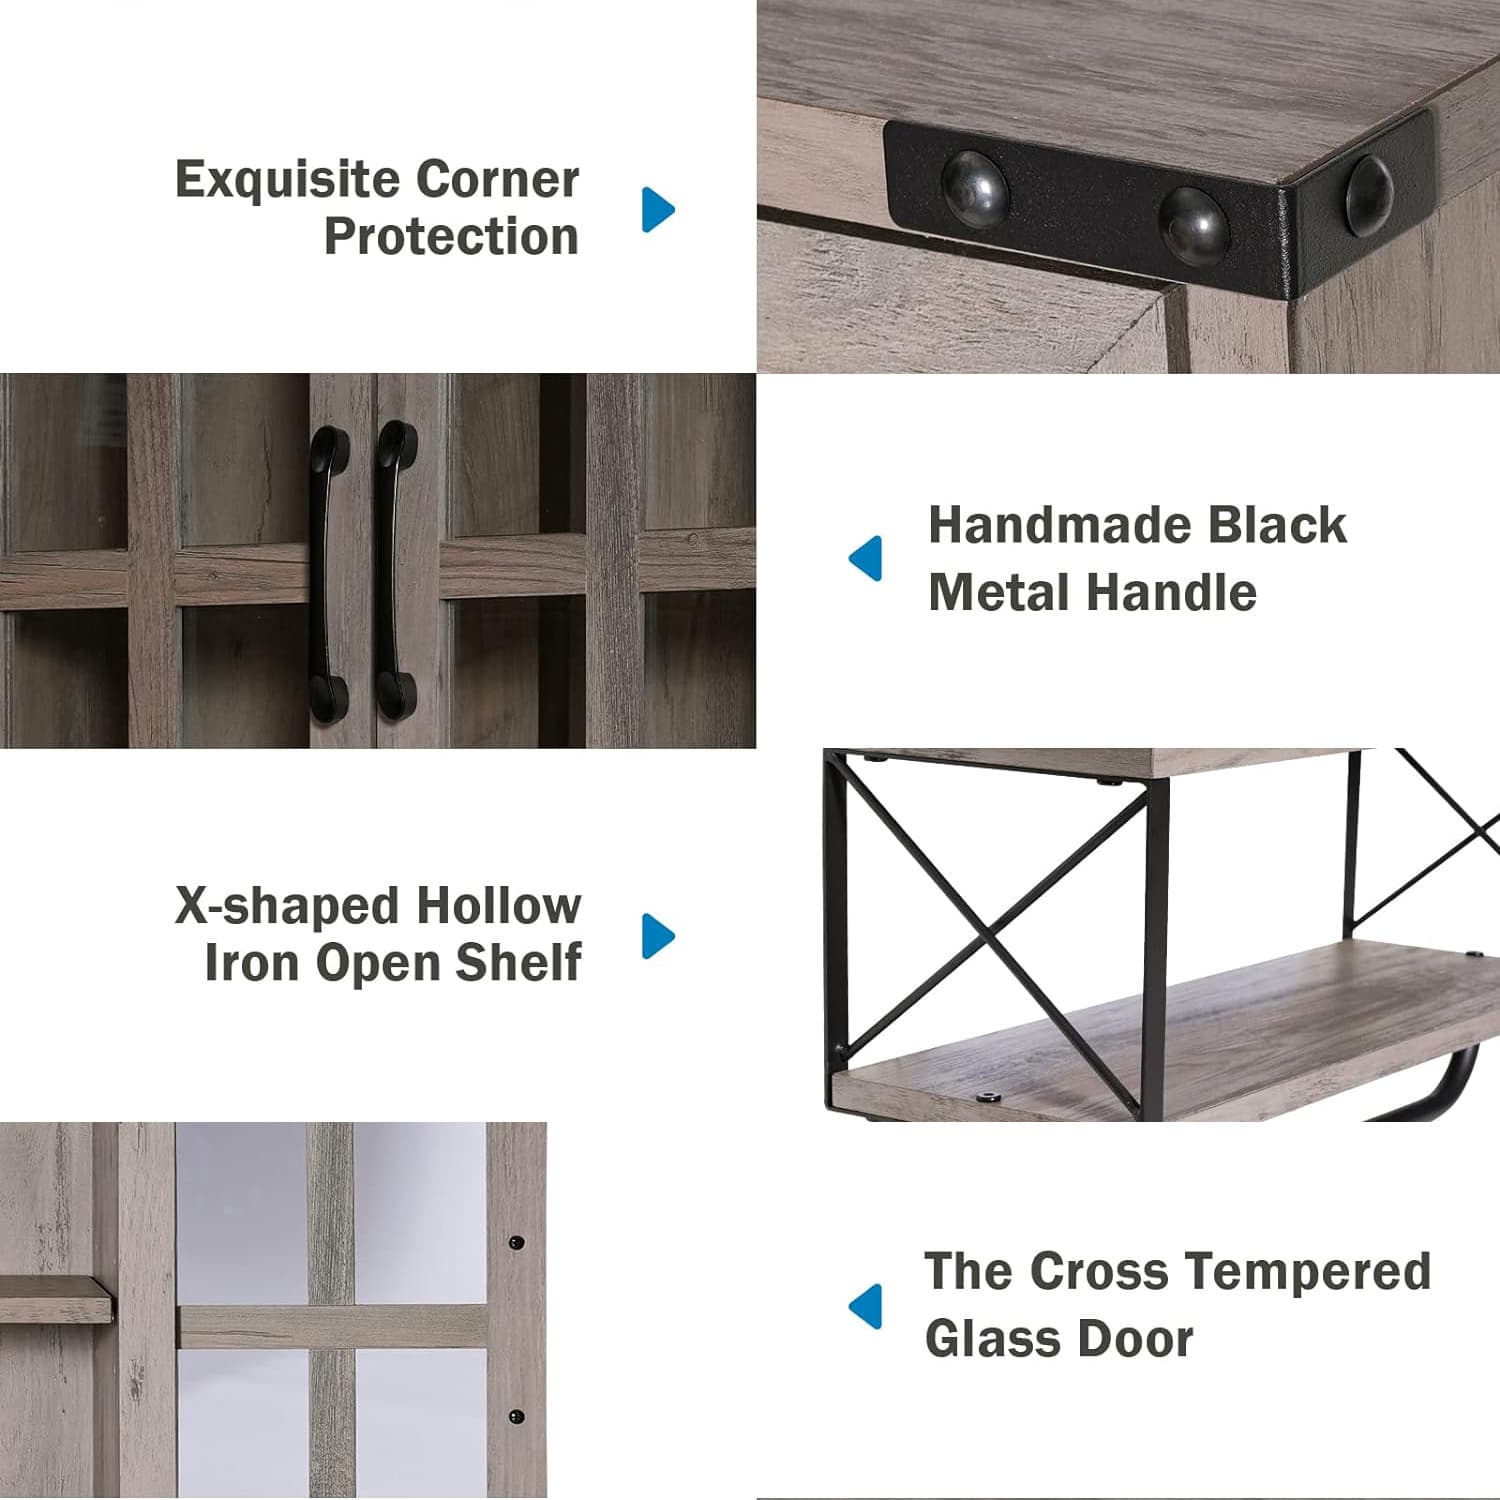 Exquisite Corner
Protection
Handmade Black
Metal Handle
X-shaped Hollow
Iron Open Shelf
The Cross Tempered
Glass Door